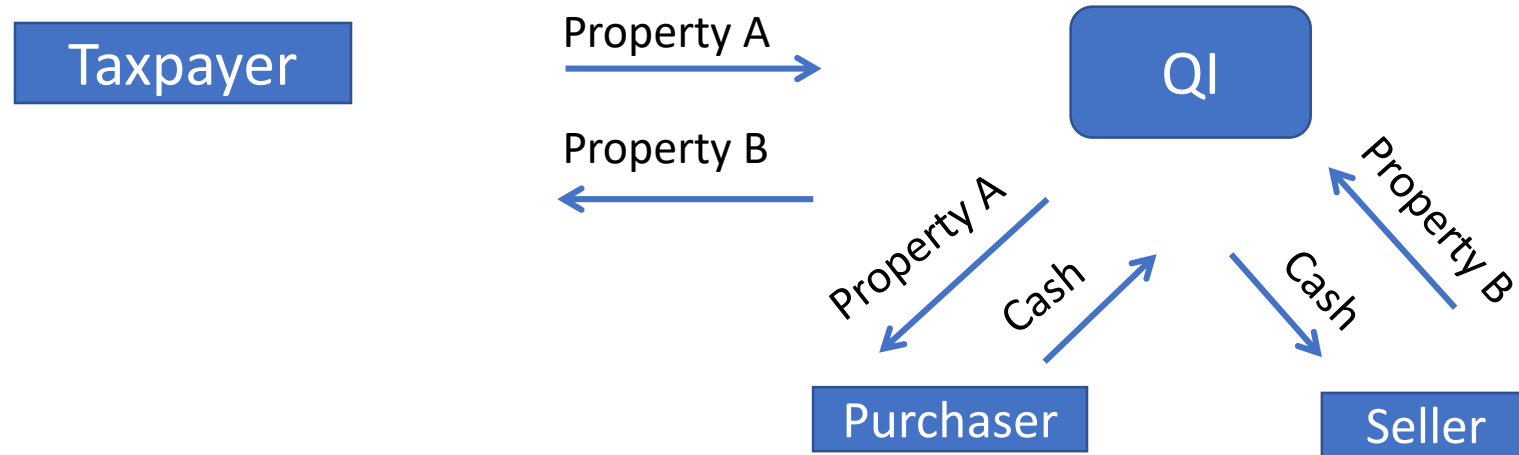 Taxpayer
Property A
QI
Property B
Property A
Cash
Cash
Property B
Purchaser
Seller